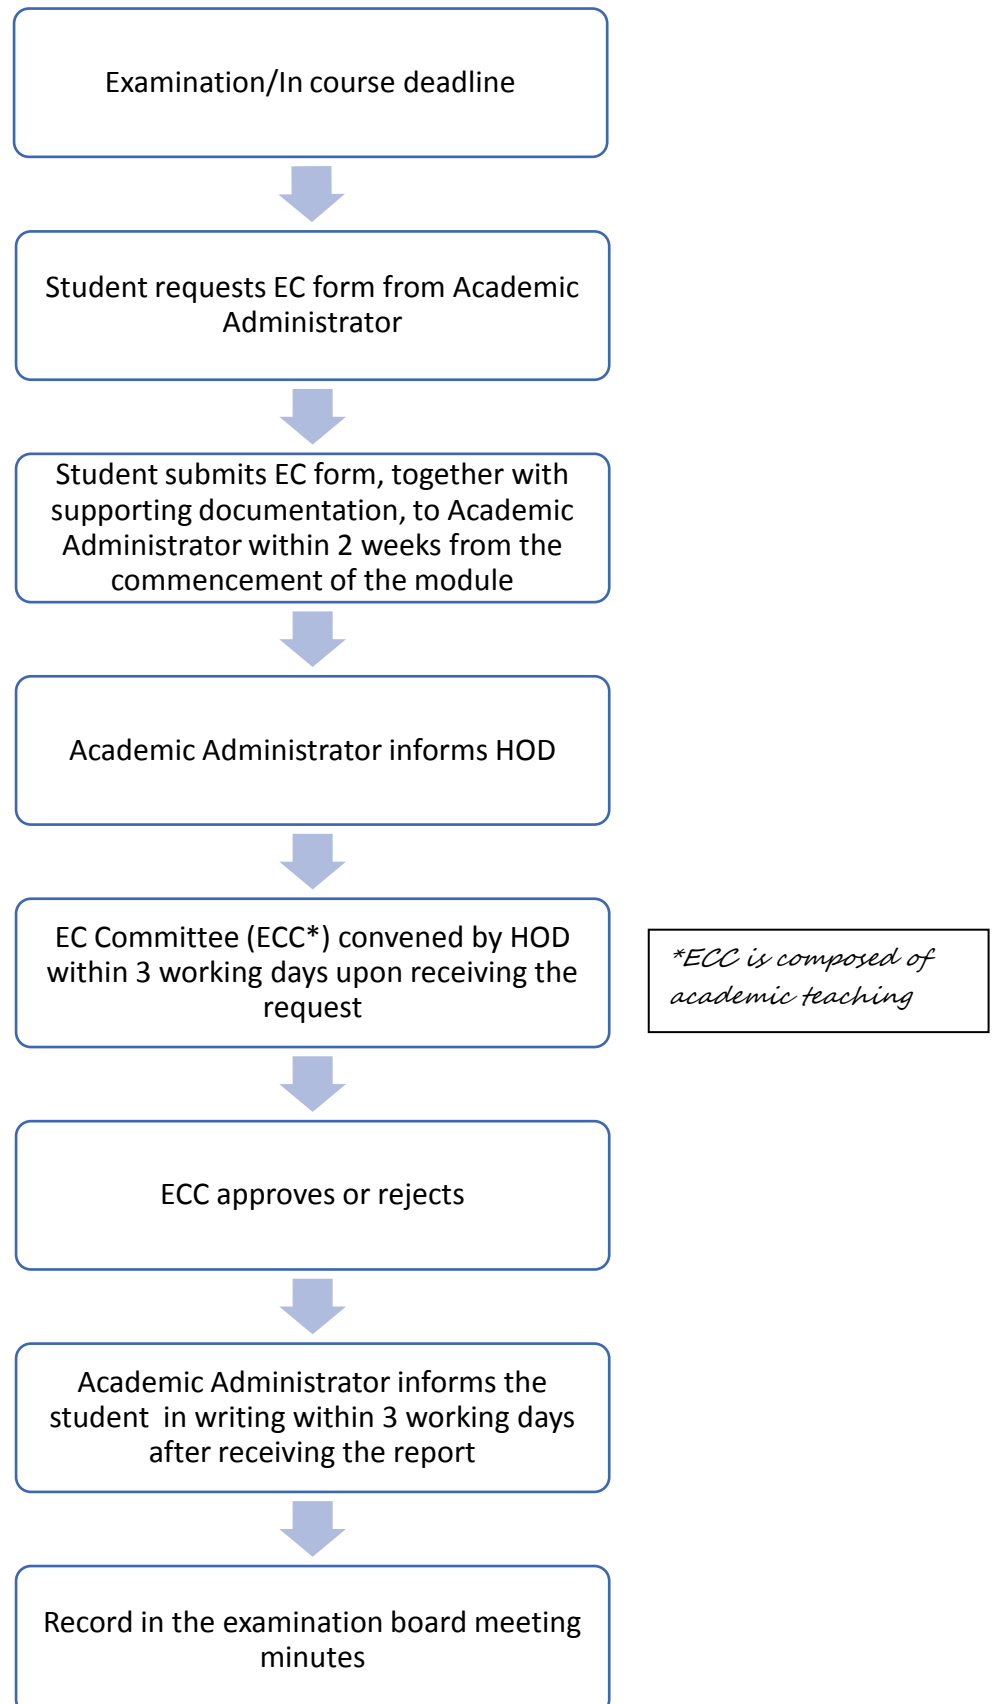 Examination/In course deadline
Student requests EC form from Academic
Administrator
Student submits EC form, together with
supporting documentation, to Academic
Administrator within 2 weeks from the
commencement of the module
Academic Administrator informs HOD
EC Committee (ECC*) convened by HOD
within 3 working days upon receiving the
request
*ECC is composed of
academic teaching
ECC approves or rejects
Academic Administrator informs the
student in writing within 3 working days
after receiving the report
Record in the examination board meeting
minutes